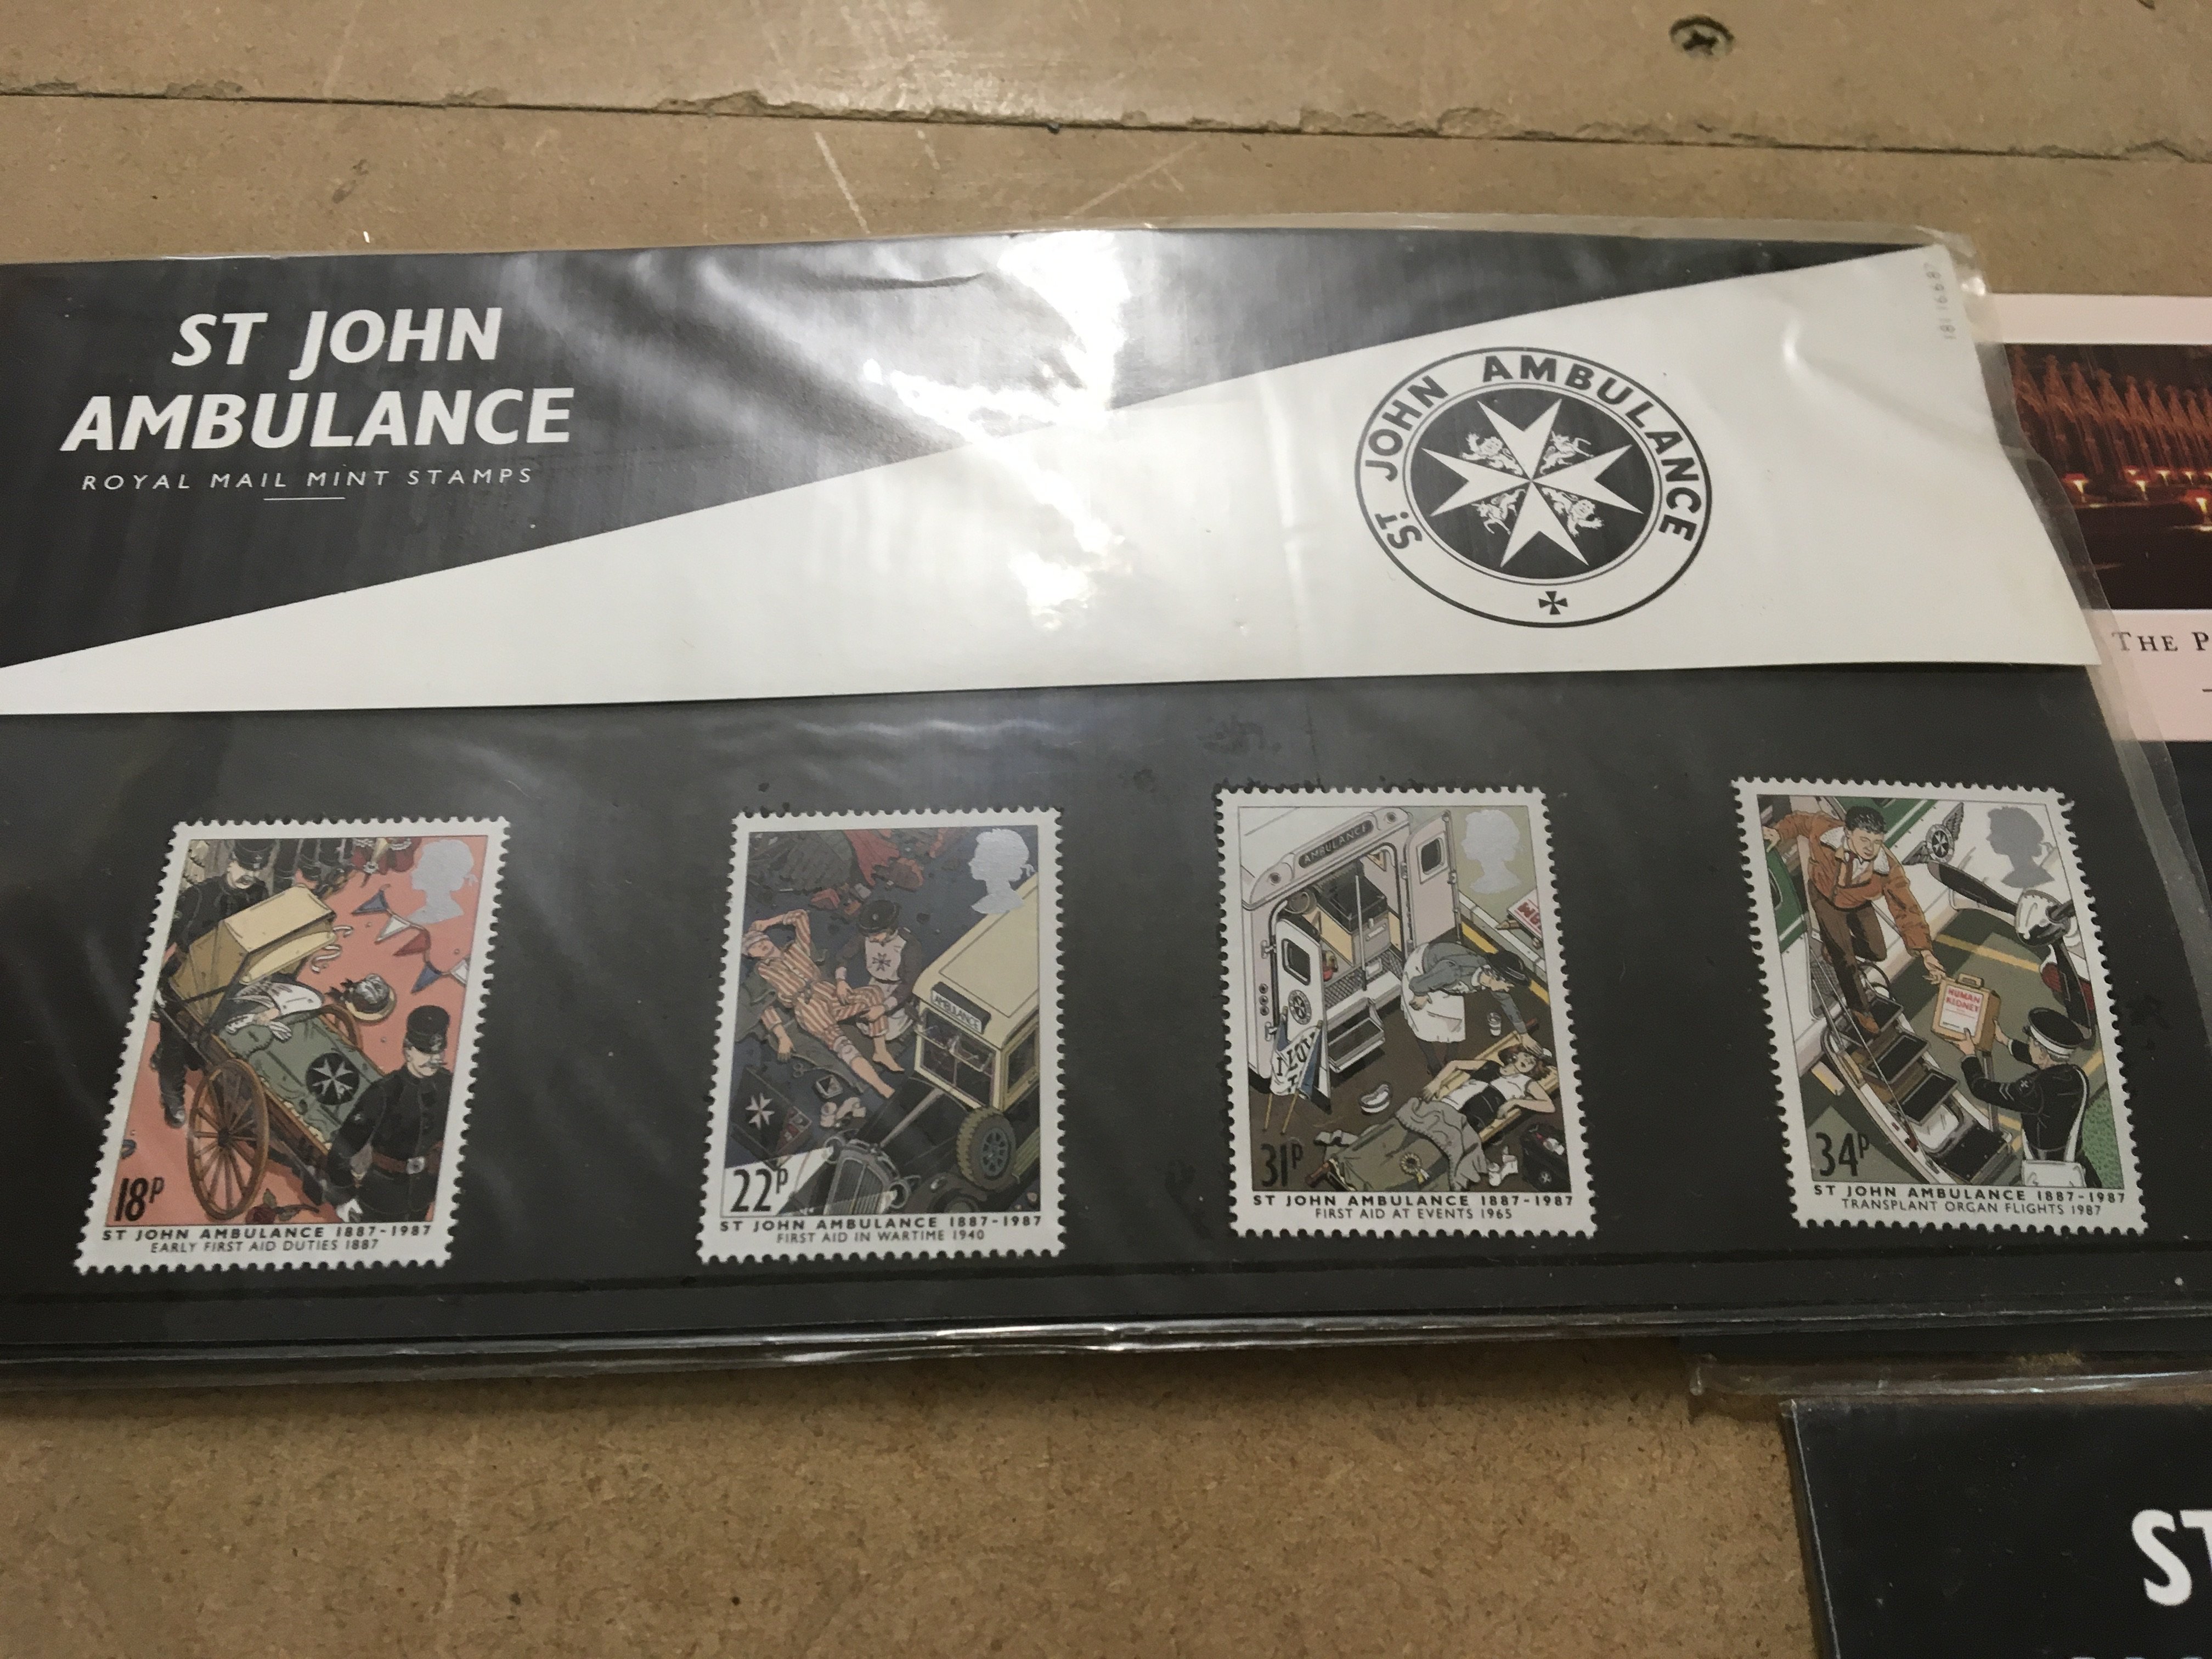 ST JOHN
AMBULANCE
ROYAL MAIL MINT STAMPS
ST JOHN AMBULANCE
181 16687
THE P
18P
ST JOHN AMBULANCE 1887-1987
EARLY FIRST AID DUTIES 1887
AMBULANCE
22P
ST JOHN AMBULANCE 1887-1987
FIRST AID IN WARTIME 1940
AMBULANCE
31P
ST JOHN AMBULANCE 1887-1987
FIRST AID AT EVENTS 1965
HUMAN
KIDNEY
34P
ST JOHN AMBULANCE 1887-1987
TRANSPLANT ORGAN FLIGHTS 1987
ST